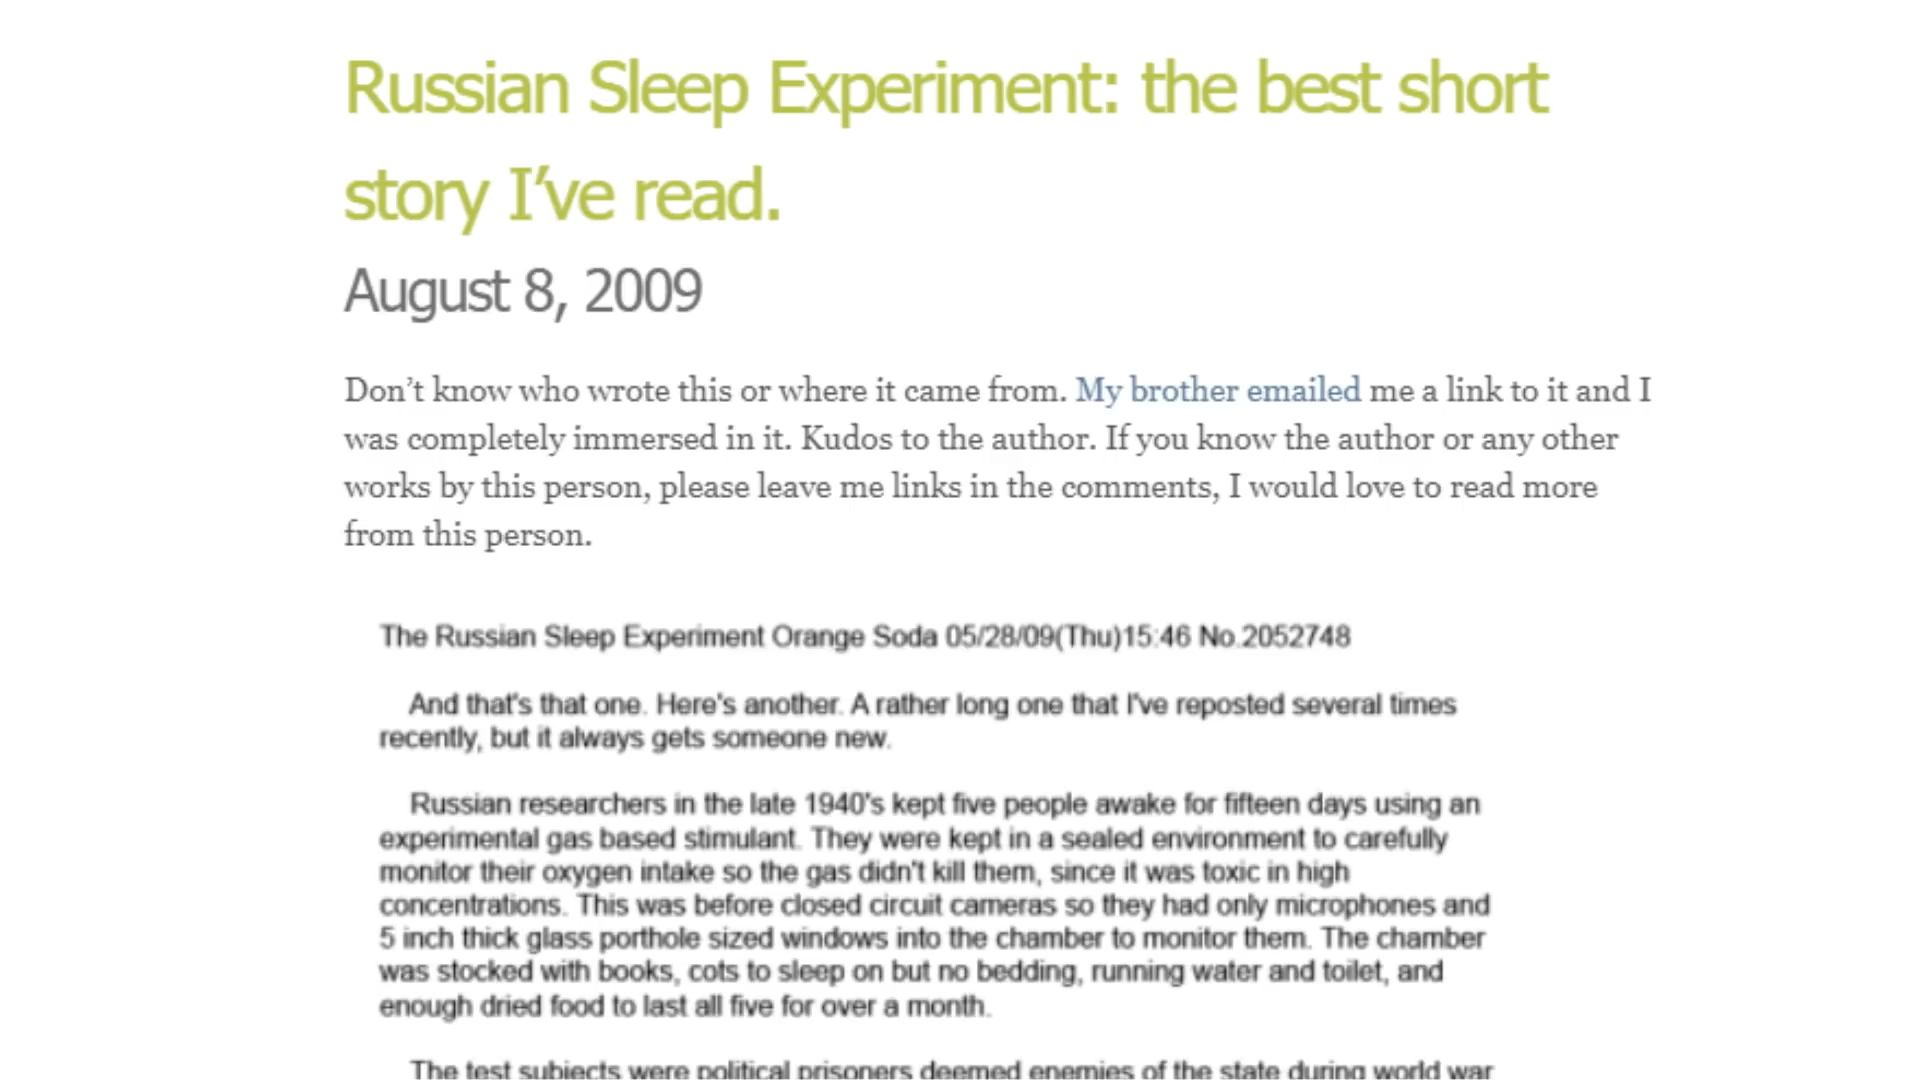 Russian Sleep Experiment: the best short
story I’ve read.
August 8, 2009
Don’t know who wrote this or where it came from. My brother emailed me a link to it and I
was completely immersed in it. Kudos to the author. If you know the author or any other
works by this person, please leave me links in the comments, I would love to read more
from this person.
The Russian Sleep Experiment Orange Soda 05/28/09(Thu)15:46 No.2052748
And that's that one. Here's another. A rather long one that I've reposted several times
recently, but it always gets someone new.
Russian researchers in the late 1940's kept five people awake for fifteen days using an
experimental gas based stimulant. They were kept in a sealed environment to carefully
monitor their oxygen intake so the gas didn't kill them, since it was toxic in high
concentrations. This was before closed circuit cameras so they had only microphones and
5 inch thick glass porthole sized windows into the chamber to monitor them. The chamber
was stocked with books, cots to sleep on but no bedding, running water and toilet, and
enough dried food to last all five for over a month.
The test subjects were political prisoners deemed enemies of the state during world war